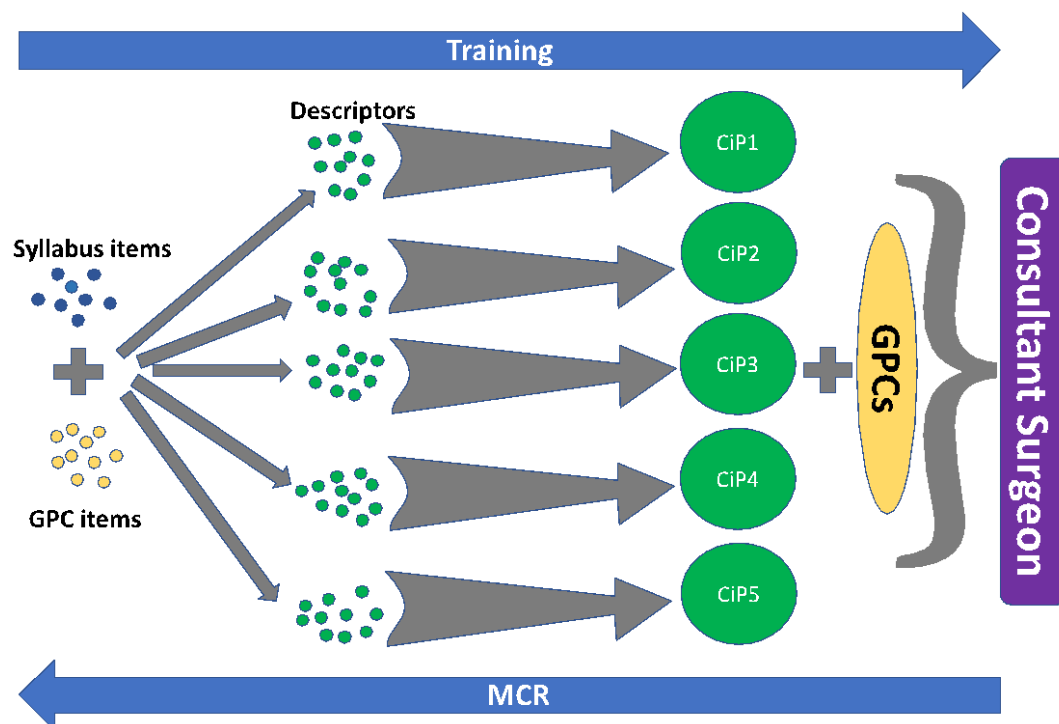 Training
Descriptors
CiP1
Syllabus items
CiP2
CiP3
GPCs
Consultant Surgeon
GPC items
CiP4
CiP5
MCR